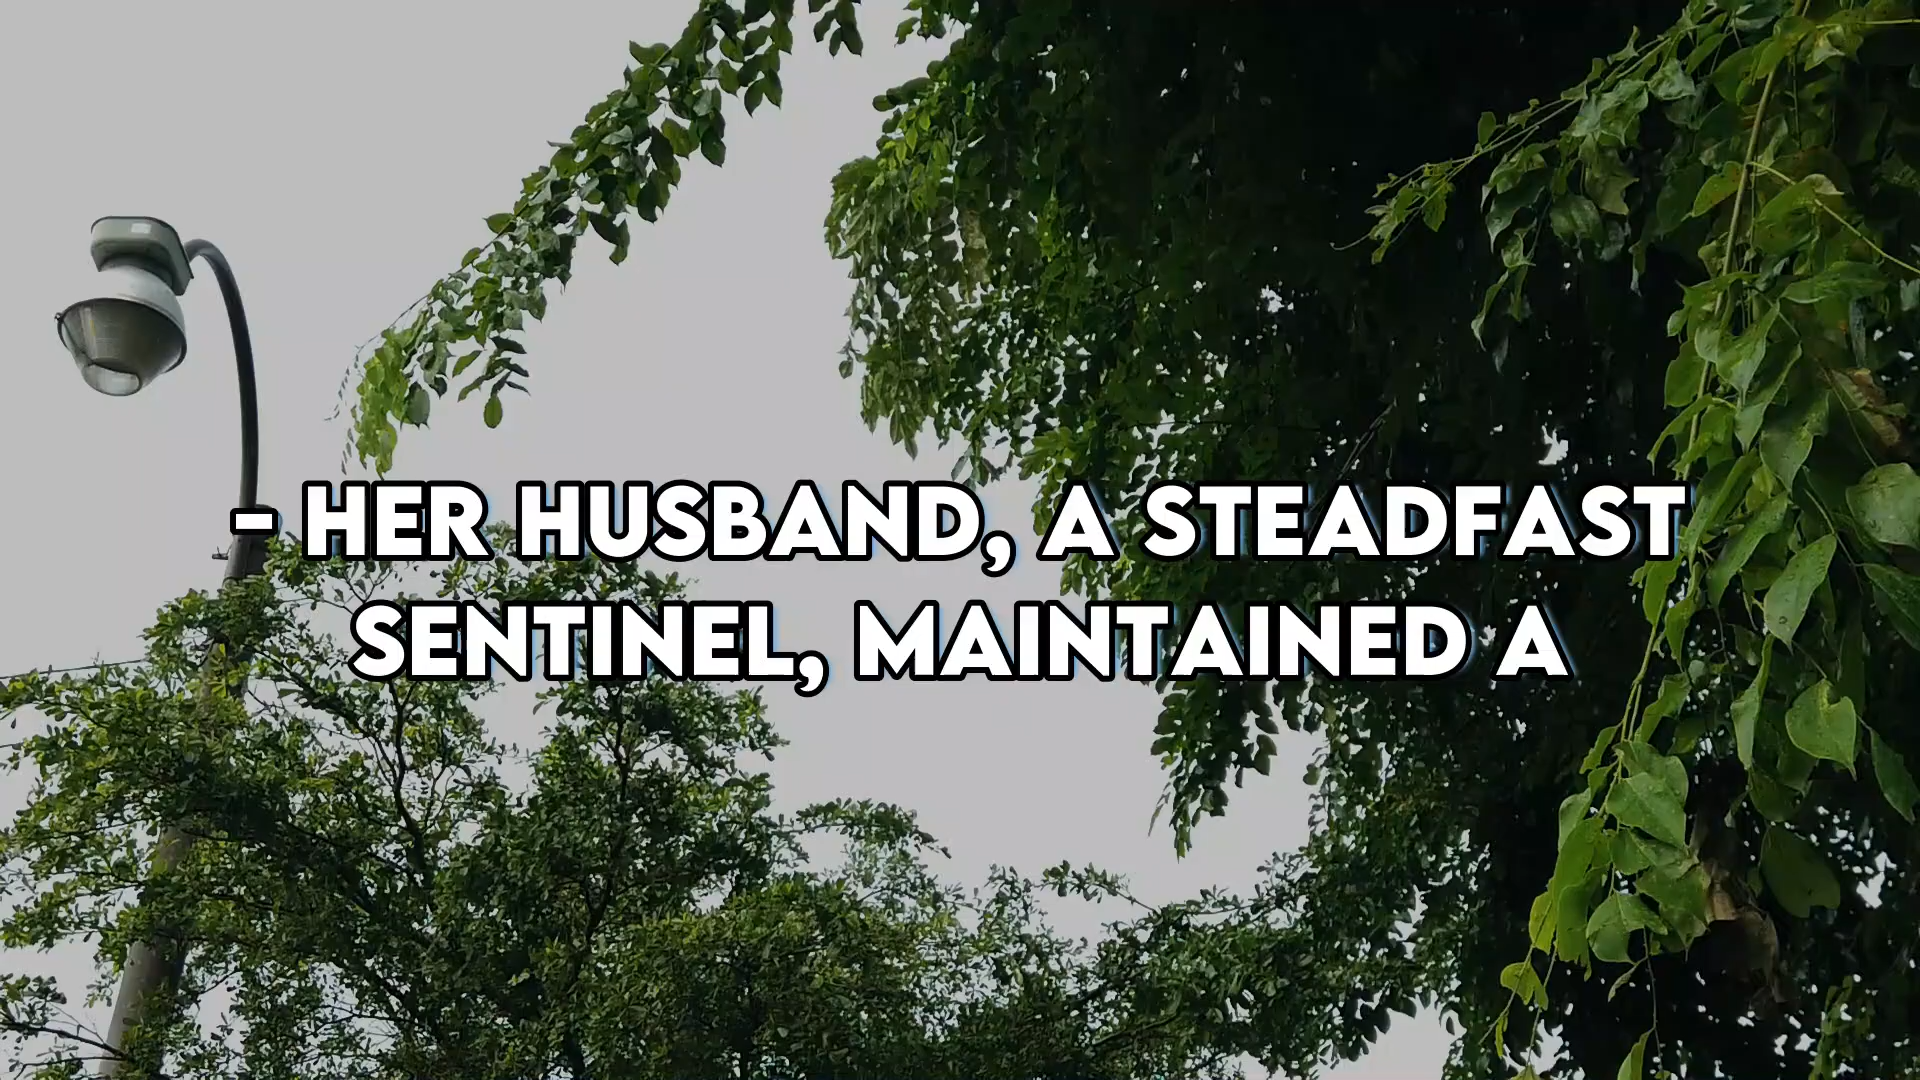 - HER HUSBAND, A STEADFAST
SENTINEL, MAINTAINED A